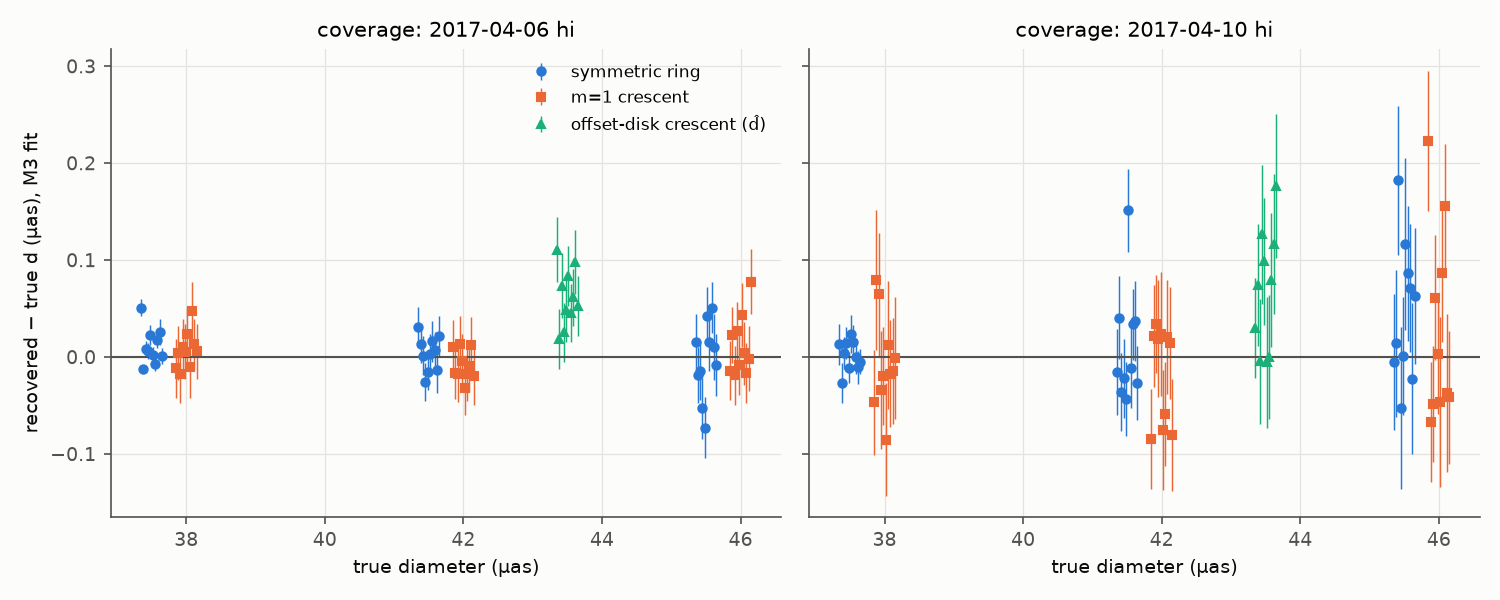 coverage: 2017-04-06 hi
coverage: 2017-04-10 hi
symmetric ring
m=1 crescent
offset-disk crescent (d̂)
recovered − true d (μas), M3 fit
0.3
0.2
0.1
0.0
−0.1
38 40 42 44 46
38 40 42 44 46
true diameter (μas)
true diameter (μas)